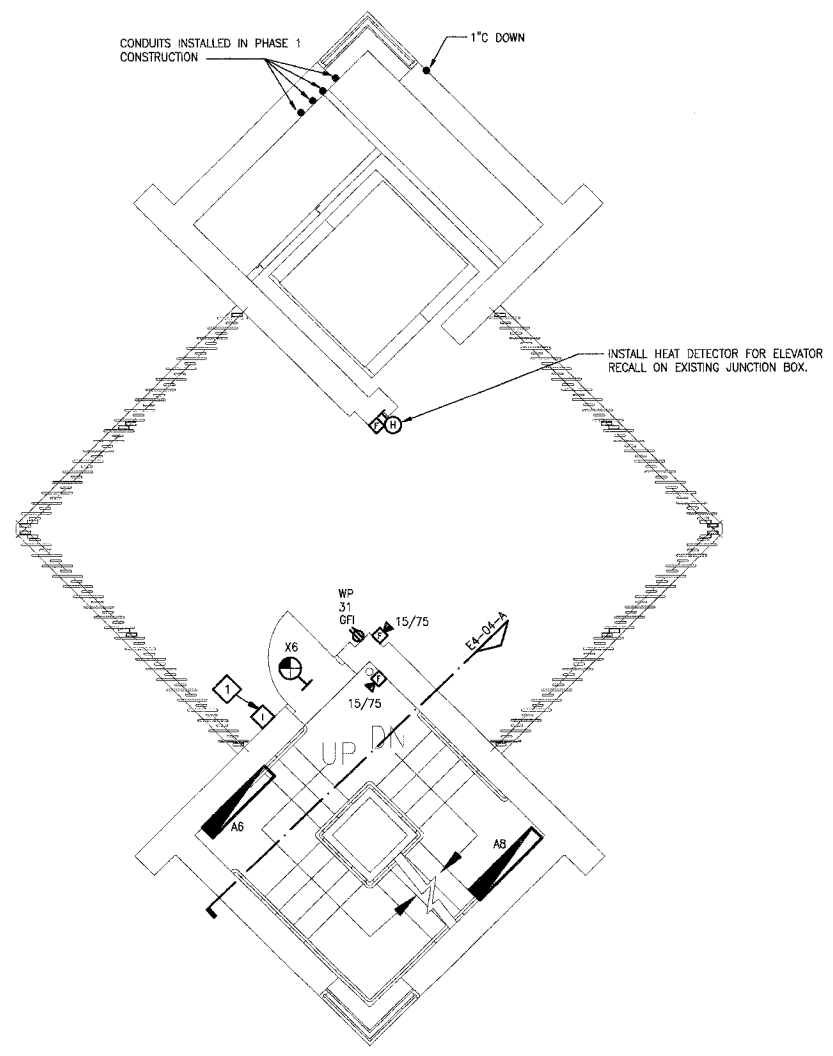 CONDUITS INSTALLED IN PHASE 1
CONSTRUCTION
1"C DOWN
INSTALL HEAT DETECTOR FOR ELEVATOR
RECALL ON EXISTING JUNCTION BOX.
F
H
WP
31
GFI
F
15/75
E4-04-A
X6
F
15/75
1
I
UP
DN
A6
A8